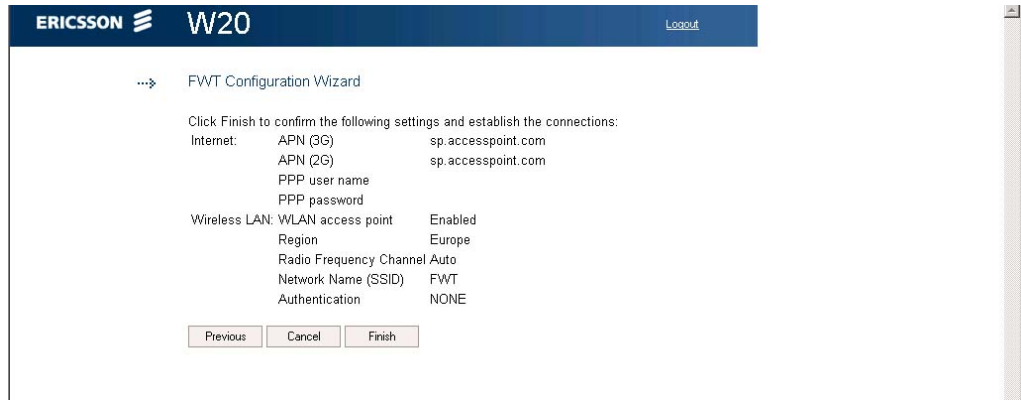 ERICSSON W20 Logout
FWT Configuration Wizard
Click Finish to confirm the following settings and establish the connections:
Internet: APN (3G) sp.accesspoint.com
APN (2G) sp.accesspoint.com
PPP user name
PPP password
Wireless LAN: WLAN access point Enabled
Region Europe
Radio Frequency Channel Auto
Network Name (SSID) FWT
Authentication NONE
Previous Cancel Finish